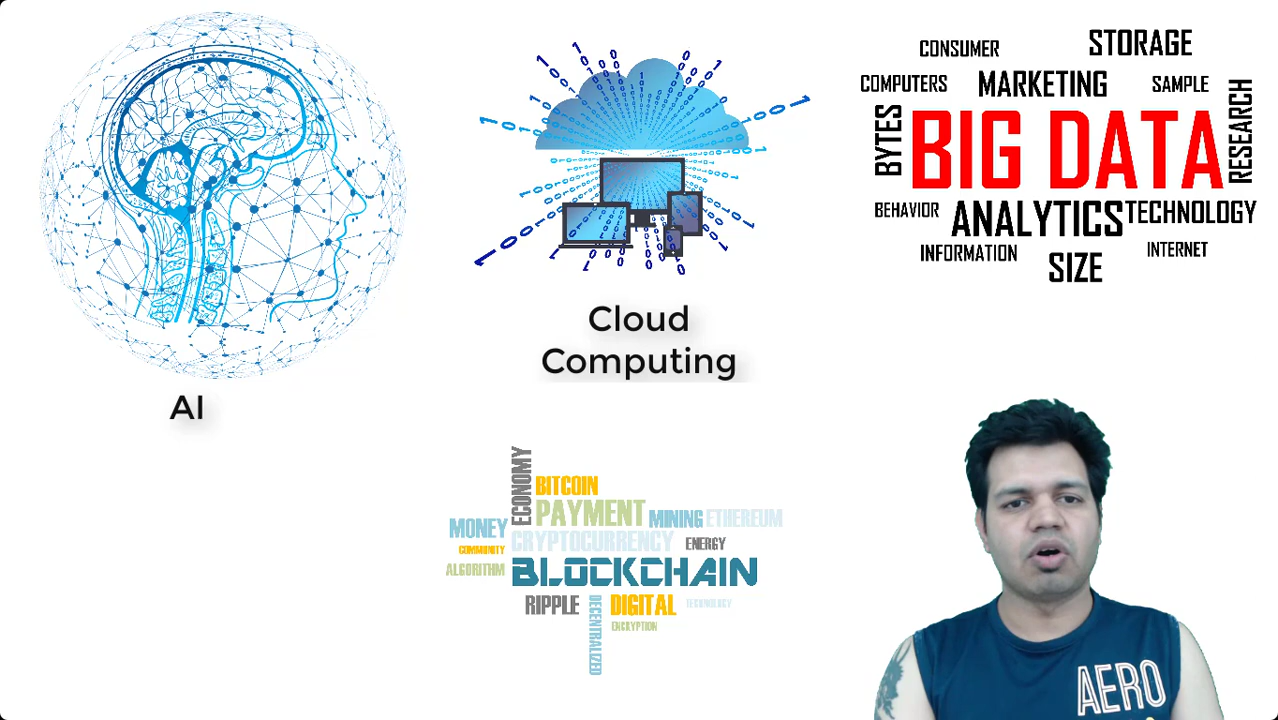 AI
Cloud
Computing
CONSUMER
STORAGE
COMPUTERS
MARKETING
SAMPLE
BYTES
BIG DATA
RESEARCH
BEHAVIOR
ANALYTICS
TECHNOLOGY
INFORMATION
SIZE
INTERNET
ECONOMY
BITCOIN
PAYMENT
MONEY
MINING
ETHEREUM
COMMUNITY
CRYPTOCURRENCY
ENERGY
ALGORITHM
BLOCKCHAIN
RIPPLE
DECENTRALIZED
DIGITAL
TECHNOLOGY
ENCRYPTION
AERO